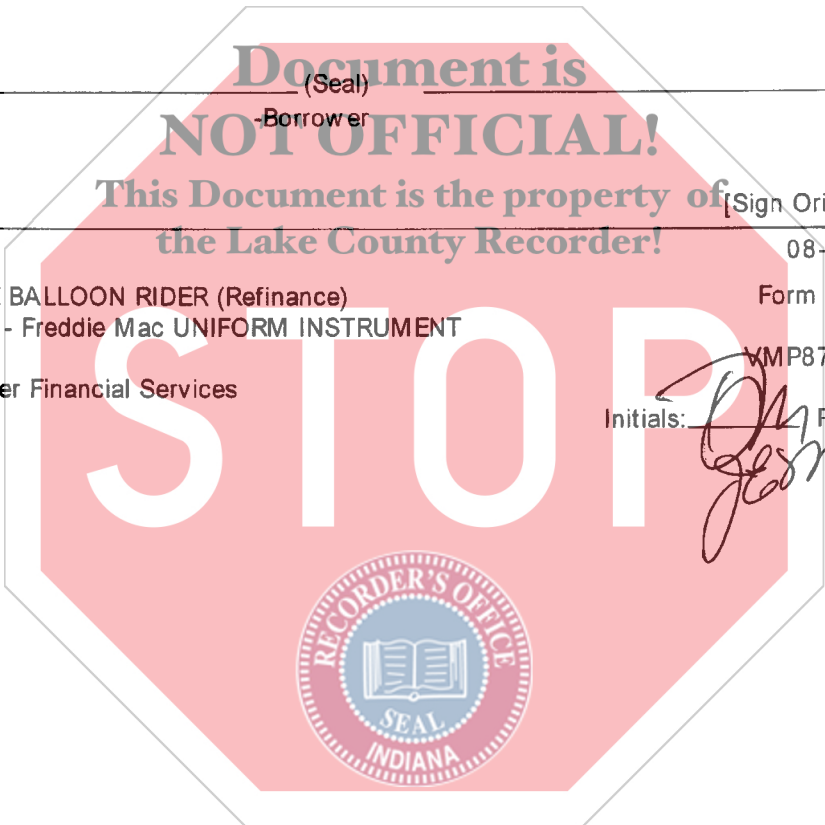 Document is
(Seal)
-Borrower
NOT OFFICIAL!
This Document is the property of
[Sign Ori
the Lake County Recorder!
08-
BALLOON RIDER (Refinance)
Form
- Freddie Mac UNIFORM INSTRUMENT
VMP87
er Financial Services
STOP
Initials:
RECORDER'S OFFICE
SEAL
INDIANA